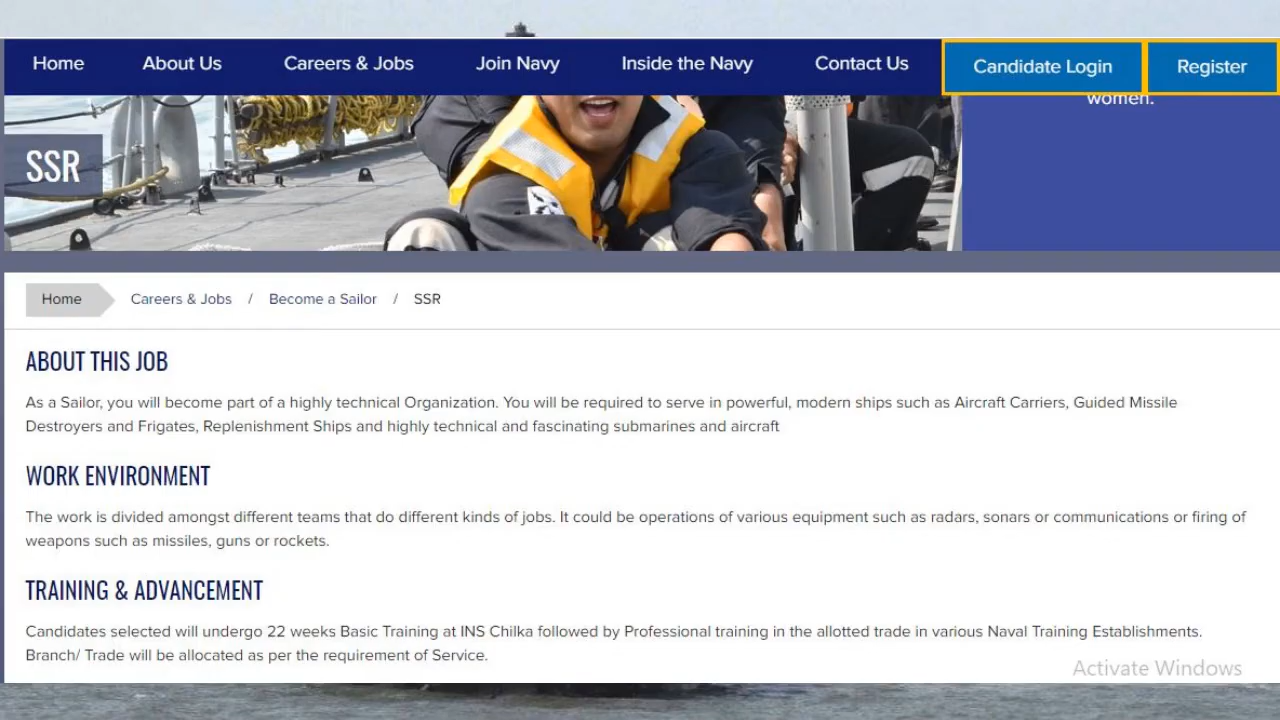 Home About Us Careers & Jobs Join Navy Inside the Navy Contact Us Candidate Login Register
women.
SSR
Home Careers & Jobs / Become a Sailor / SSR
ABOUT THIS JOB
As a Sailor, you will become part of a highly technical Organization. You will be required to serve in powerful, modern ships such as Aircraft Carriers, Guided Missile
Destroyers and Frigates, Replenishment Ships and highly technical and fascinating submarines and aircraft
WORK ENVIRONMENT
The work is divided amongst different teams that do different kinds of jobs. It could be operations of various equipment such as radars, sonars or communications or firing of
weapons such as missiles, guns or rockets.
TRAINING & ADVANCEMENT
Candidates selected will undergo 22 weeks Basic Training at INS Chilka followed by Professional training in the allotted trade in various Naval Training Establishments.
Branch/ Trade will be allocated as per the requirement of Service.
Activate Windows